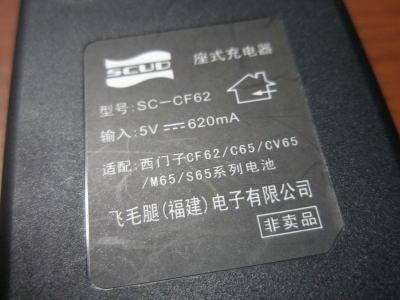 SCUD 座式充电器
型号: SC-CF62
输入: 5V ⎓ 620mA
适配: 西门子CF62/C65/CV65
/M65/S65系列电池
飞毛腿(福建)电子有限公司
非卖品